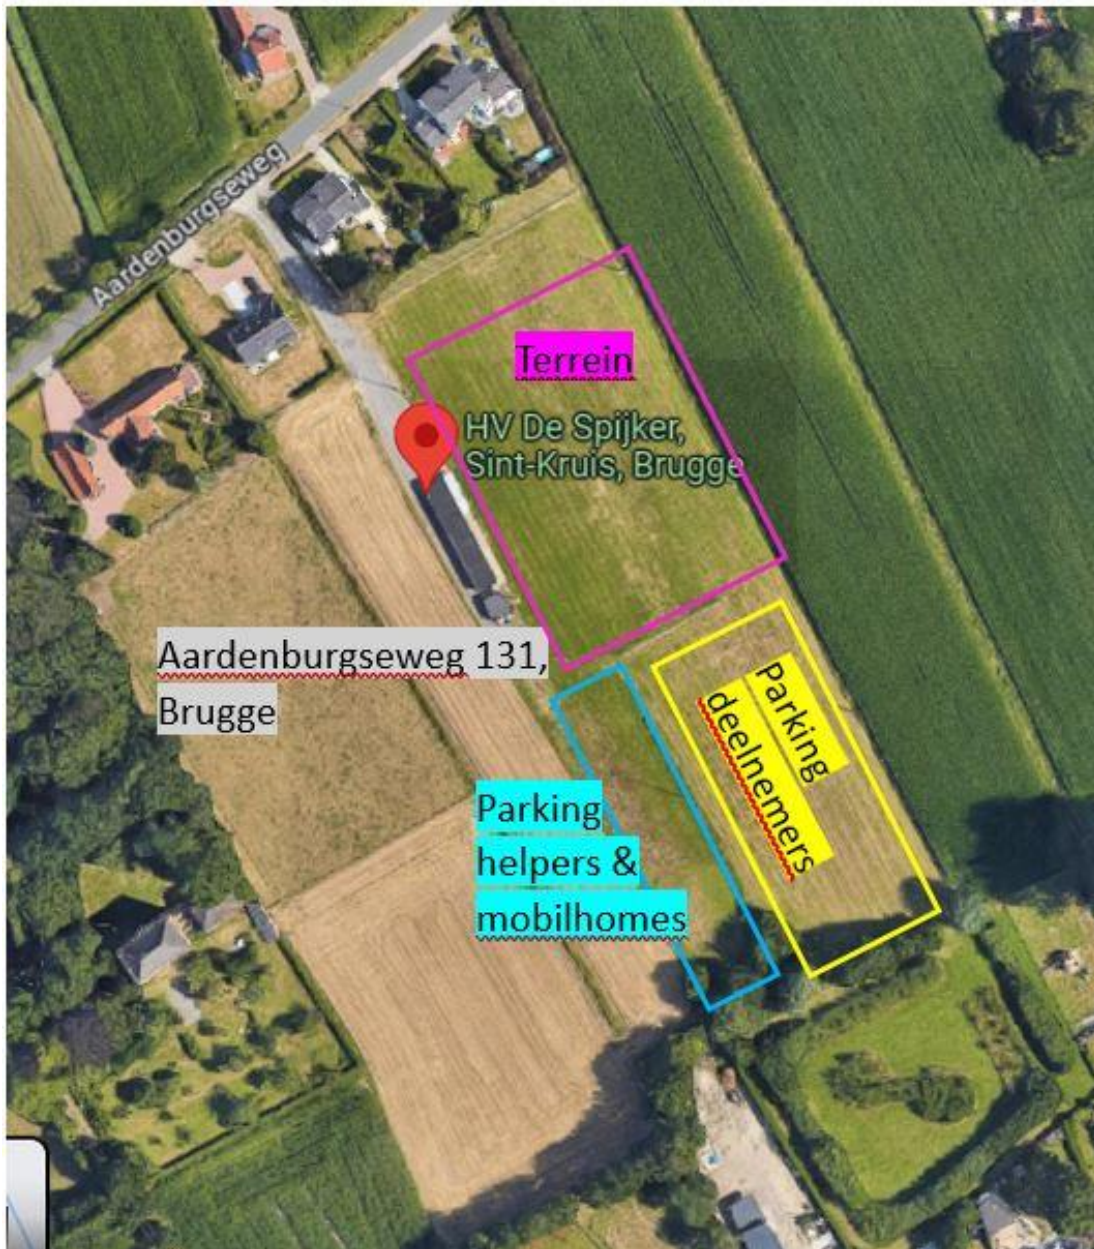 Aardenburgseweg
Terrein
HV De Spijker,
Sint-Kruis, Brugge
Aardenburgseweg 131,
Brugge
Parking
deelnemers
Parking
helpers &
mobilhomes